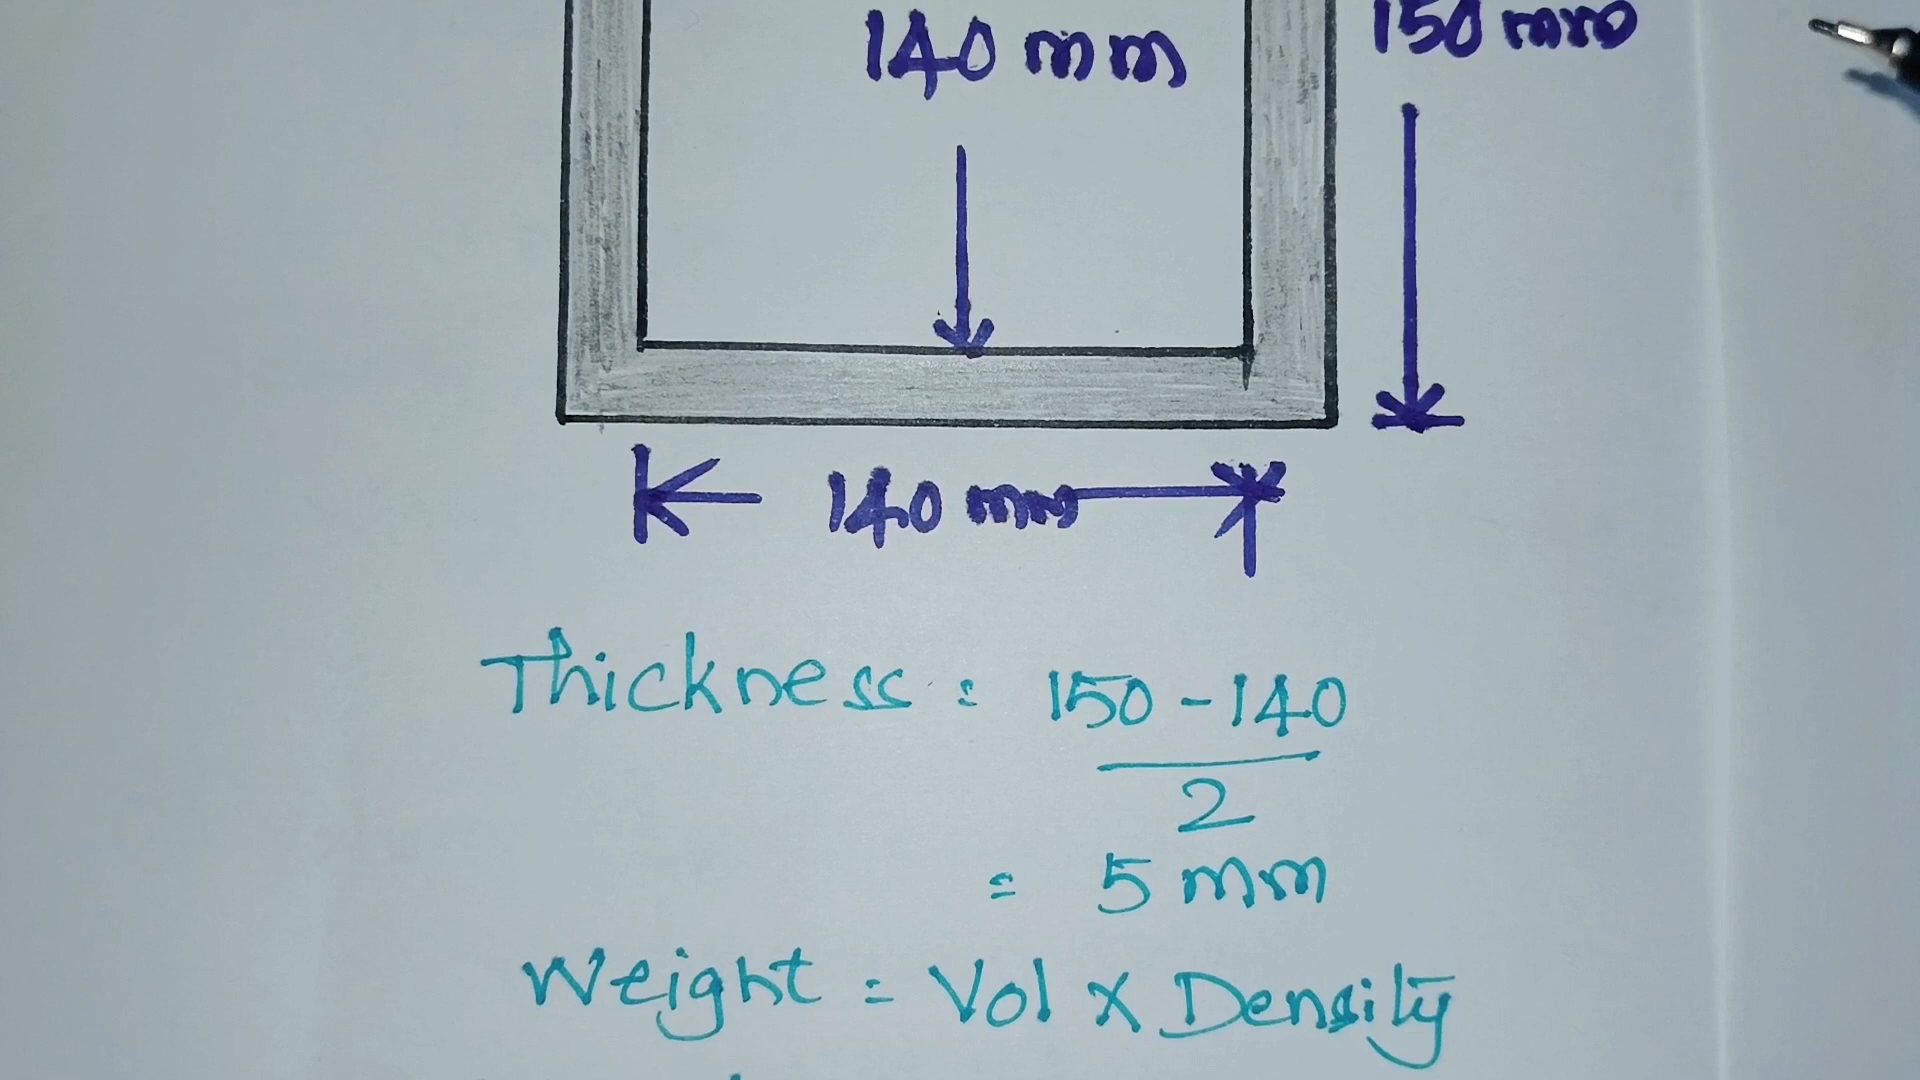 140 mm
150 mm
140 mm
Thickness = 150 - 140
2
= 5 mm
Weight = Vol x Density